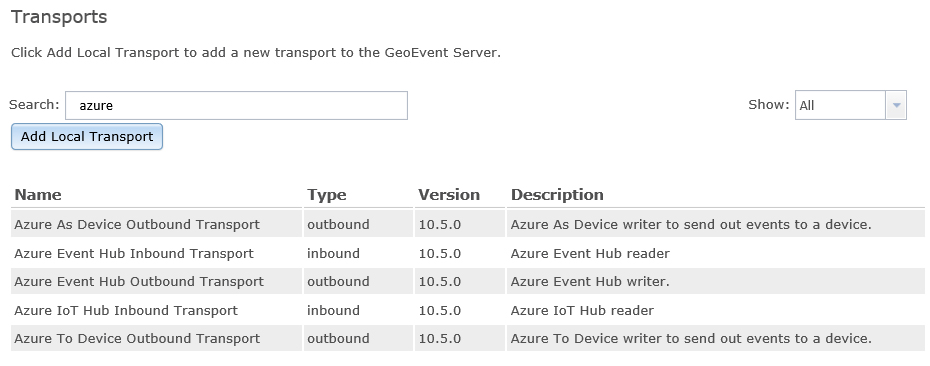 Transports
Click Add Local Transport to add a new transport to the GeoEvent Server.
Search: azure Show: All
Add Local Transport
Name Type Version Description
Azure As Device Outbound Transport outbound 10.5.0 Azure As Device writer to send out events to a device.
Azure Event Hub Inbound Transport inbound 10.5.0 Azure Event Hub reader
Azure Event Hub Outbound Transport outbound 10.5.0 Azure Event Hub writer.
Azure IoT Hub Inbound Transport inbound 10.5.0 Azure IoT Hub reader
Azure To Device Outbound Transport outbound 10.5.0 Azure To Device writer to send out events to a device.